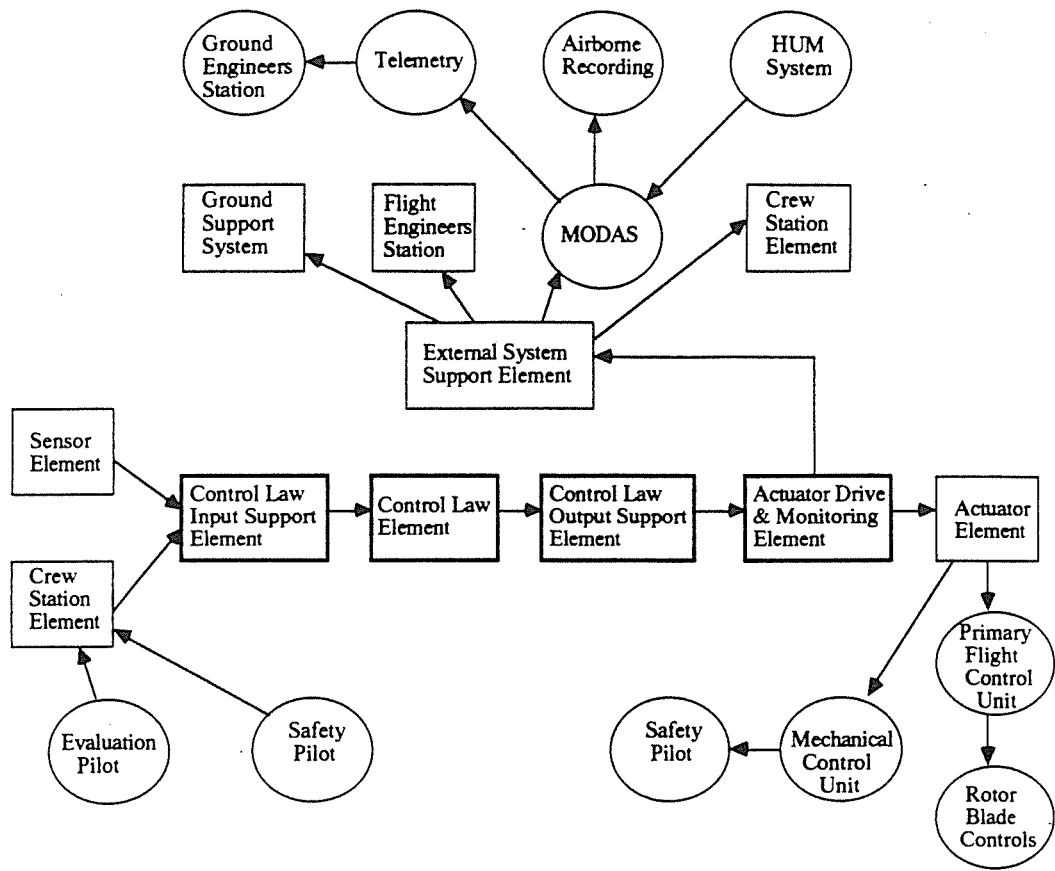 Ground
Engineers
Station
Telemetry
Airborne
Recording
HUM
System
Ground
Support
System
Flight
Engineers
Station
MODAS
Crew
Station
Element
External System
Support Element
Sensor
Element
Control Law
Input Support
Element
Control Law
Element
Control Law
Output Support
Element
Actuator Drive
& Monitoring
Element
Actuator
Element
Crew
Station
Element
Primary
Flight
Control
Unit
Evaluation
Pilot
Safety
Pilot
Safety
Pilot
Mechanical
Control
Unit
Rotor
Blade
Controls